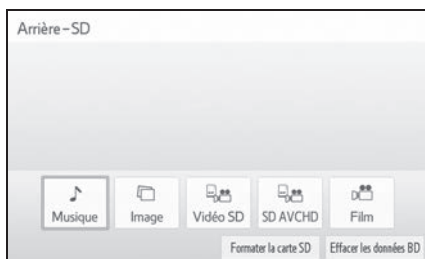 Arrière-SD
Musique Image Vidéo SD SD AVCHD Film
Formater la carte SD Effacer les données BD